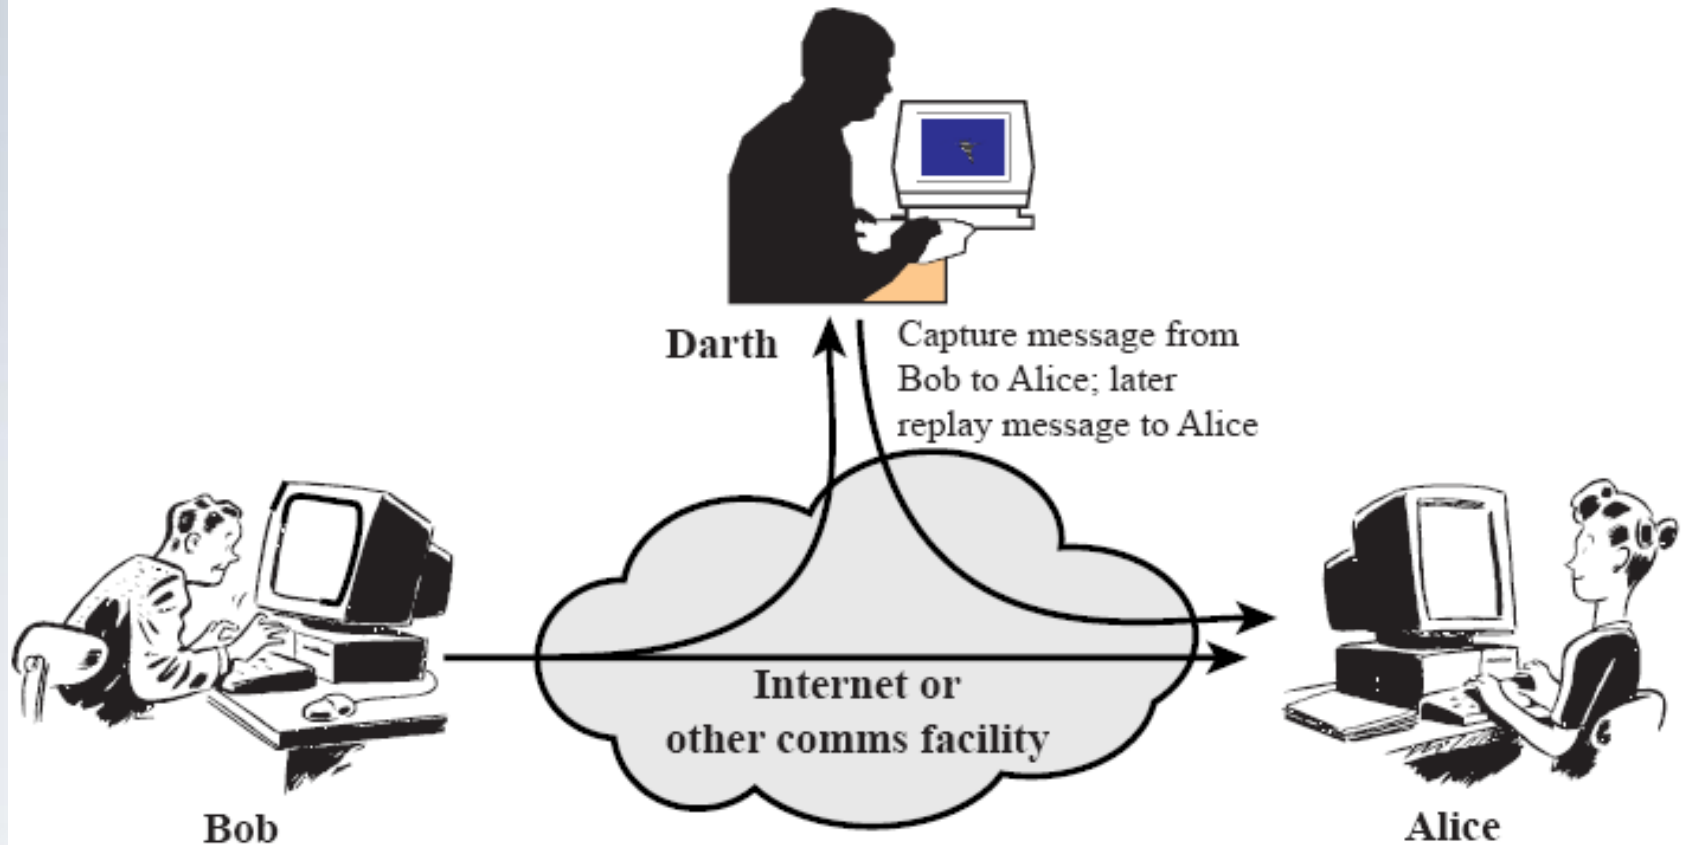 Darth
Capture message from
Bob to Alice; later
replay message to Alice
Internet or
other comms facility
Bob
Alice